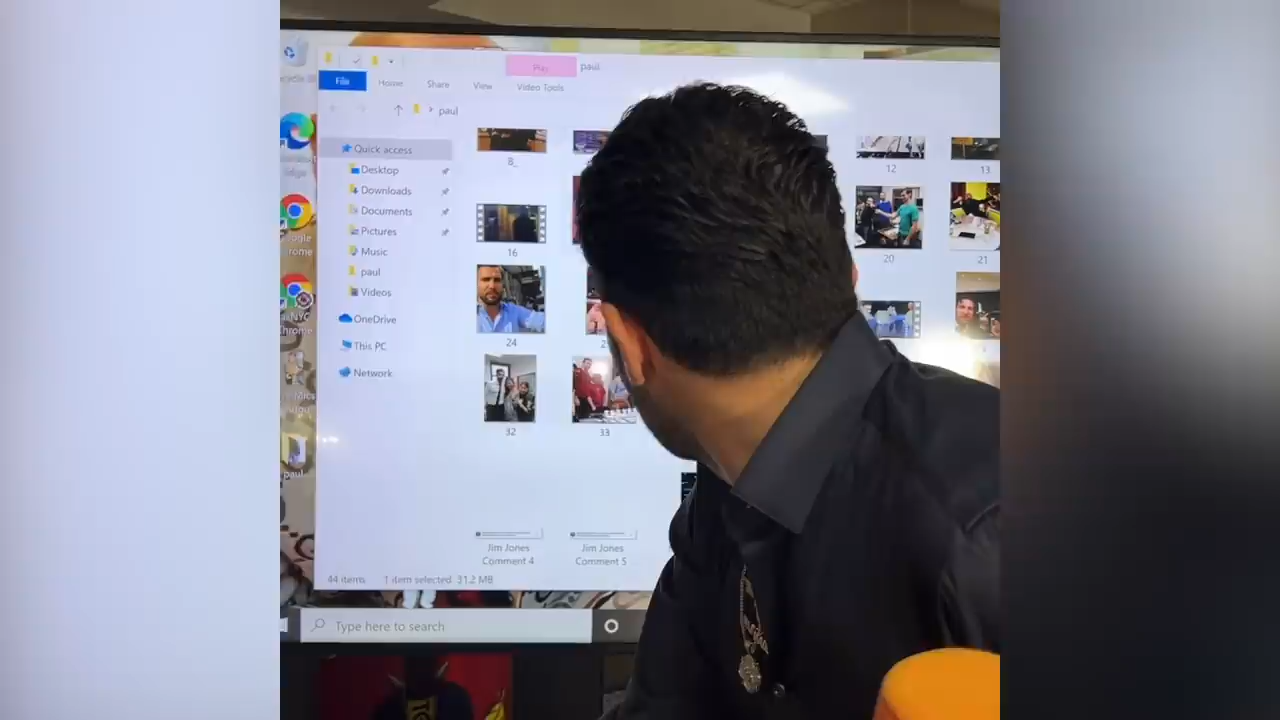 Play
paul
File
Home
Share
View
Video Tools
paul
Quick access
Desktop
Downloads
Documents
Pictures
Music
paul
Videos
OneDrive
This PC
Network
8_
12
13
16
20
21
24
32
33
Jim Jones
Comment 4
Jim Jones
Comment 5
44 items
1 item selected 31.2 MB
Type here to search
paul